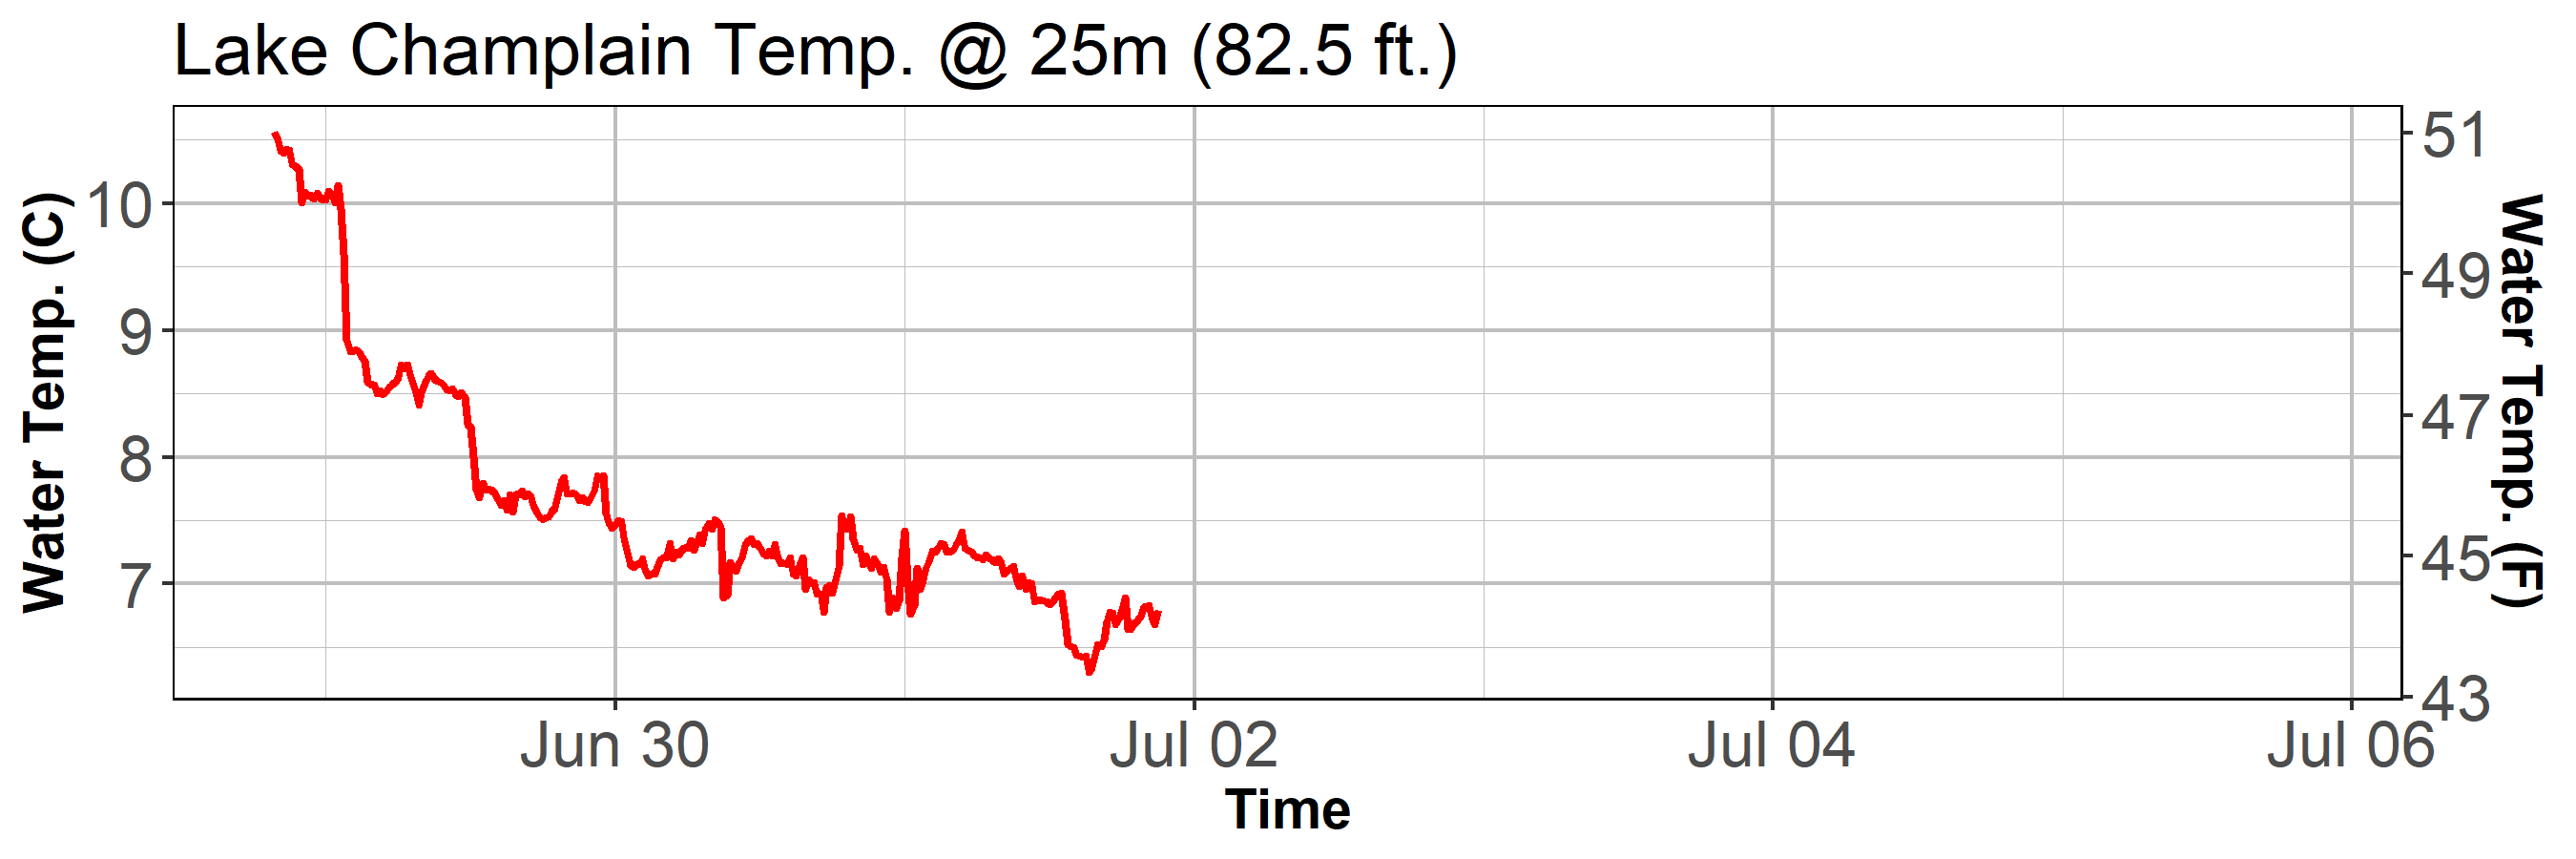 Lake Champlain Temp. @ 25m (82.5 ft.)
Water Temp. (C)
10
9
8
7
51
49
47
45
43
Water Temp. (F)
Jun 30
Jul 02
Jul 04
Jul 06
Time